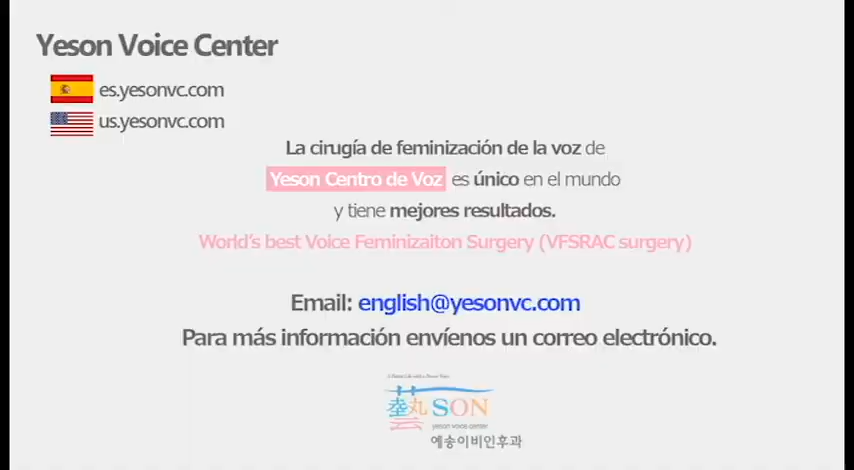 Yeson Voice Center
es.yesonvc.com
us.yesonvc.com
La cirugía de feminización de la voz de
Yeson Centro de Voz es único en el mundo
y tiene mejores resultados.
World's best Voice Feminizaiton Surgery (VFSRAC surgery)
Email: english@yesonvc.com
Para más información envíenos un correo electrónico.
藝 SON
yeson voice center
예송이비인후과